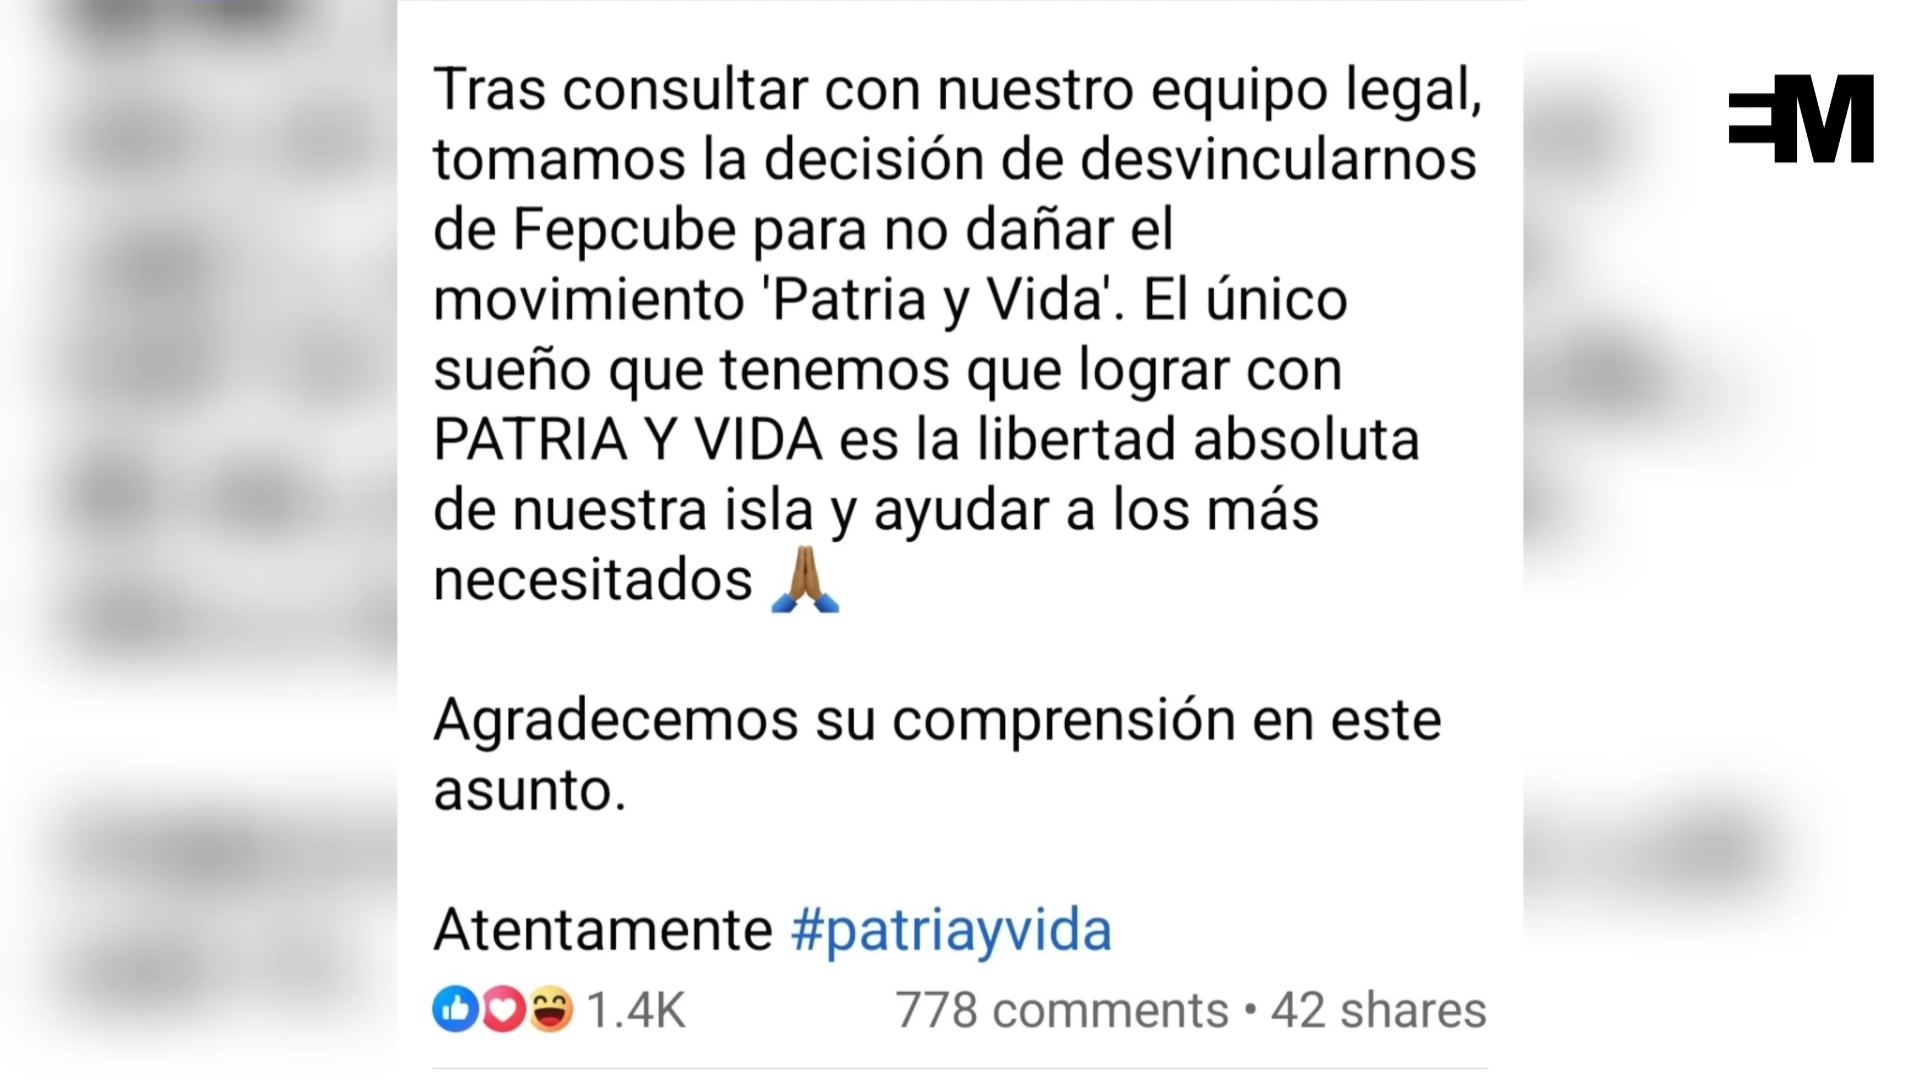 Tras consultar con nuestro equipo legal,
tomamos la decisión de desvincularnos
de Fepcube para no dañar el
movimiento 'Patria y Vida'. El único
sueño que tenemos que lograr con
PATRIA Y VIDA es la libertad absoluta
de nuestra isla y ayudar a los más
necesitados 🙏🏾
Agradecemos su comprensión en este
asunto.
Atentamente #patriayvida
1.4K 778 comments • 42 shares
EM